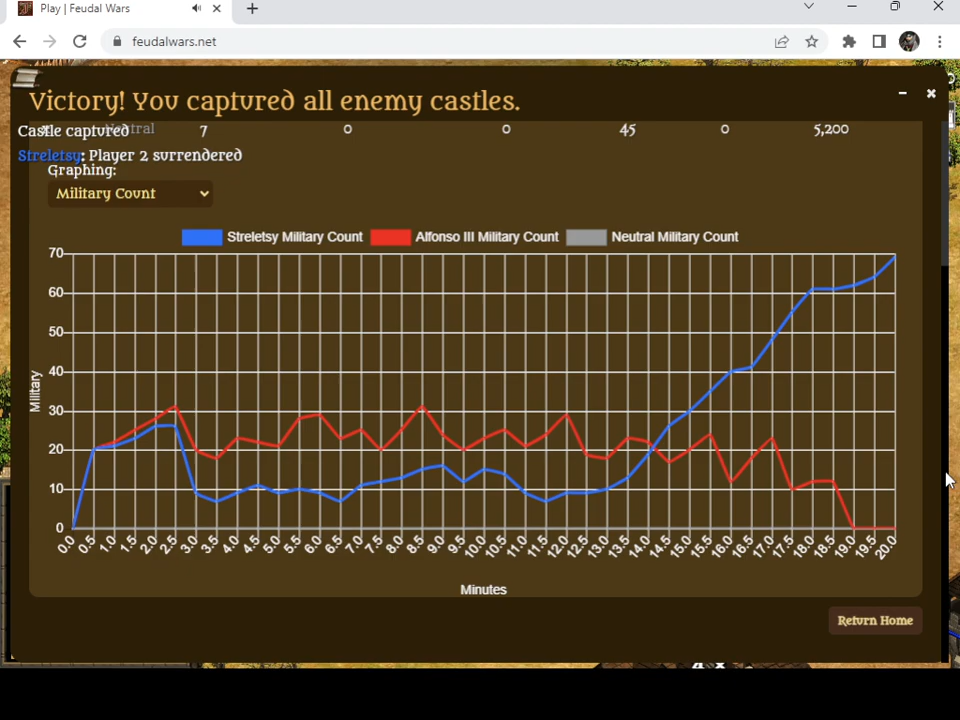 Play | Feudal Wars
feudalwars.net
Victory! You captured all enemy castles.
Castle captured
7 0 0 45 0 5,200
Streletsy: Player 2 surrendered
Graphing:
Military Count
Streletsy Military Count Alfonso III Military Count Neutral Military Count
70
60
50
40
30
20
10
0
Military
0.0 0.5 1.0 1.5 2.0 2.5 3.0 3.5 4.0 4.5 5.0 5.5 6.0 6.5 7.0 7.5 8.0 8.5 9.0 9.5 10.0 10.5 11.0 11.5 12.0 12.5 13.0 13.5 14.0 14.5 15.0 15.5 16.0 16.5 17.0 17.5 18.0 18.5 19.0 19.5 20.0
Minutes
Return Home